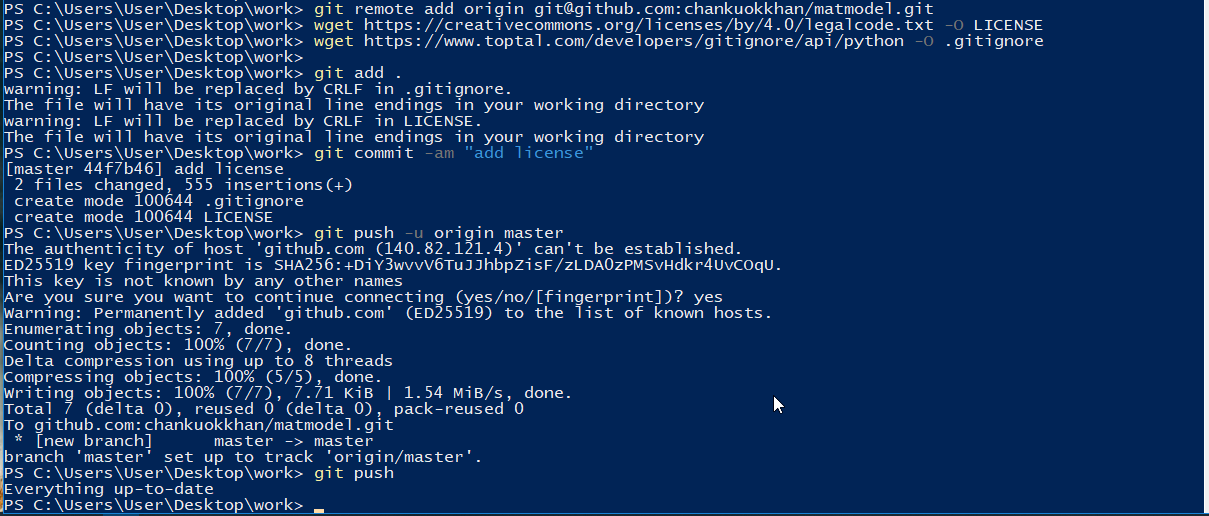 PS C:\Users\User\Desktop\work> git remote add origin git@github.com:chankuokkhan/matmodel.git
PS C:\Users\User\Desktop\work> wget https://creativecommons.org/licenses/by/4.0/legalcode.txt -O LICENSE
PS C:\Users\User\Desktop\work> wget https://www.toptal.com/developers/gitignore/api/python -O .gitignore
PS C:\Users\User\Desktop\work>
PS C:\Users\User\Desktop\work> git add .
warning: LF will be replaced by CRLF in .gitignore.
The file will have its original line endings in your working directory
warning: LF will be replaced by CRLF in LICENSE.
The file will have its original line endings in your working directory
PS C:\Users\User\Desktop\work> git commit -am "add license"
[master 44f7b46] add license
 2 files changed, 555 insertions(+)
 create mode 100644 .gitignore
 create mode 100644 LICENSE
PS C:\Users\User\Desktop\work> git push -u origin master
The authenticity of host 'github.com (140.82.121.4)' can't be established.
ED25519 key fingerprint is SHA256:+DiY3wvvV6TuJJhbpZisF/zLDA0zPMSvHdkr4UvCOqU.
This key is not known by any other names
Are you sure you want to continue connecting (yes/no/[fingerprint])? yes
Warning: Permanently added 'github.com' (ED25519) to the list of known hosts.
Enumerating objects: 7, done.
Counting objects: 100% (7/7), done.
Delta compression using up to 8 threads
Compressing objects: 100% (5/5), done.
Writing objects: 100% (7/7), 7.71 KiB | 1.54 MiB/s, done.
Total 7 (delta 0), reused 0 (delta 0), pack-reused 0
To github.com:chankuokkhan/matmodel.git
 * [new branch]      master -> master
branch 'master' set up to track 'origin/master'.
PS C:\Users\User\Desktop\work> git push
Everything up-to-date
PS C:\Users\User\Desktop\work>